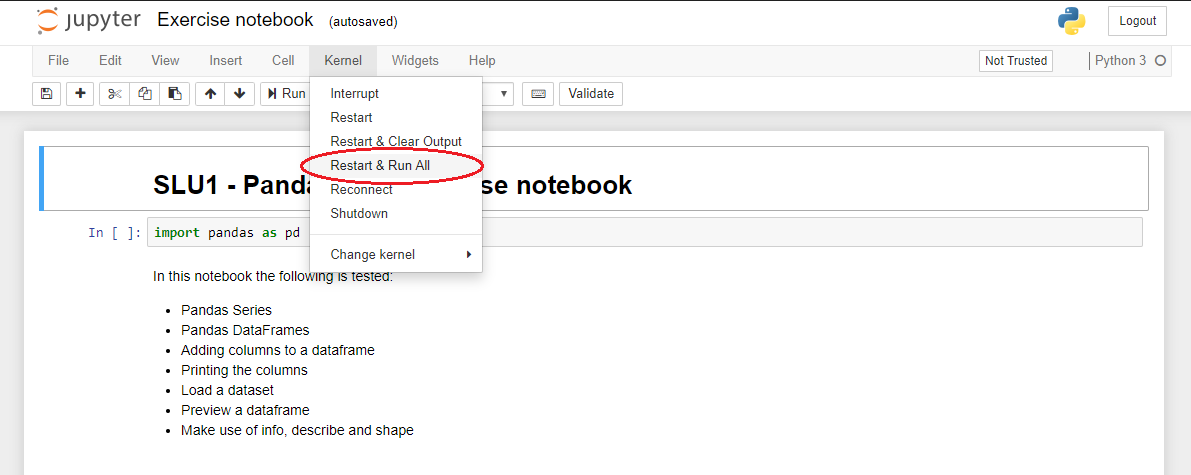 jupyter Exercise notebook (autosaved) Logout
File Edit View Insert Cell Kernel Widgets Help Not Trusted Python 3
Run Validate
Interrupt
Restart
Restart & Clear Output
Restart & Run All
Reconnect
Shutdown
Change kernel
SLU1 - Pand se notebook
In [ ]: import pandas as pd
In this notebook the following is tested:
Pandas Series
Pandas DataFrames
Adding columns to a dataframe
Printing the columns
Load a dataset
Preview a dataframe
Make use of info, describe and shape